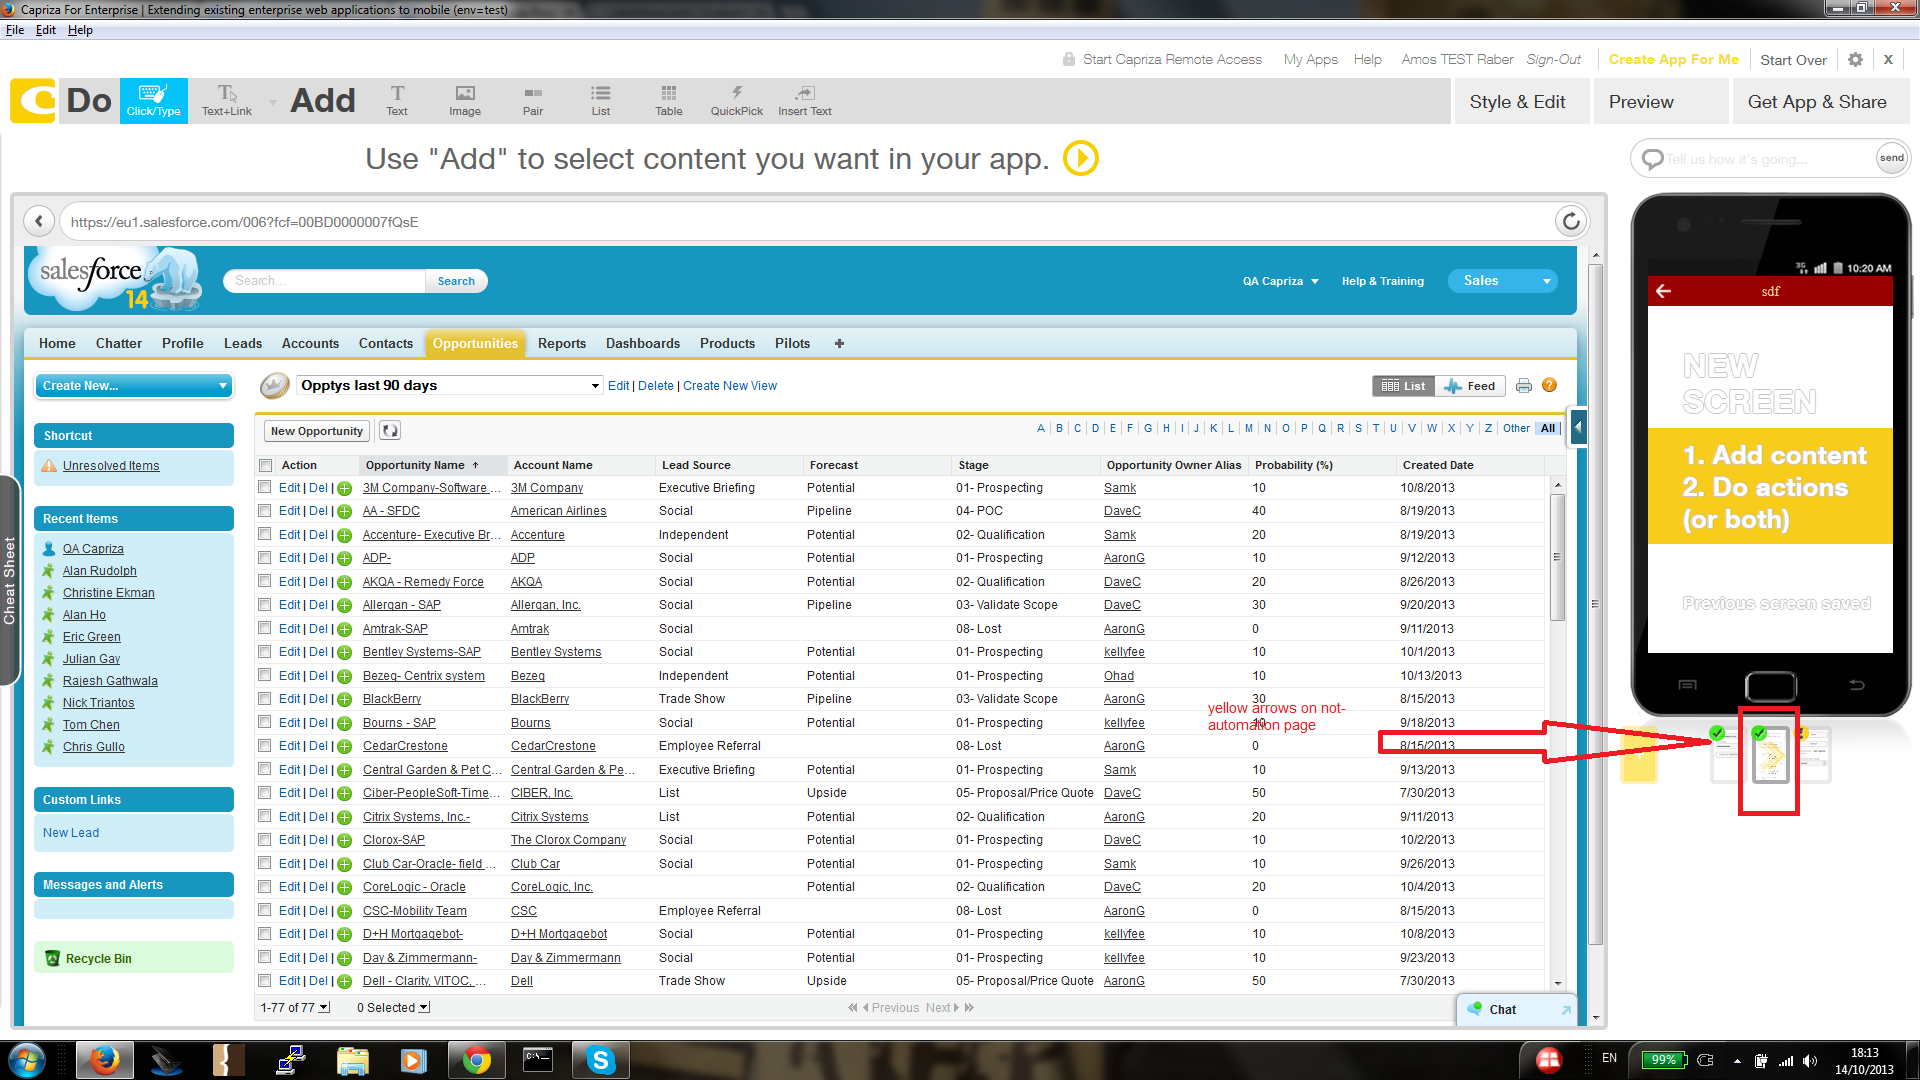 Capriza For Enterprise | Extending existing enterprise web applications to mobile (env=test)
File Edit Help
Start Capriza Remote Access My Apps Help Amos TEST Raber Sign-Out Create App For Me Start Over X
Do Click/Type Text+Link Add Text Image Pair List Table QuickPick Insert Text Style & Edit Preview Get App & Share
Use "Add" to select content you want in your app.
Tell us how it's going... send
https://eu1.salesforce.com/006?fcf=00BD0000007fQsE
salesforce 14
Search... Search
QA Capriza Help & Training Sales
Home Chatter Profile Leads Accounts Contacts Opportunities Reports Dashboards Products Pilots +
Create New...
Shortcut
Unresolved Items
Recent Items
QA Capriza
Alan Rudolph
Christine Ekman
Alan Ho
Eric Green
Julian Gay
Rajesh Gathwala
Nick Triantos
Tom Chen
Chris Gullo
Custom Links
New Lead
Messages and Alerts
Recycle Bin
Cheat Sheet
Opptys last 90 days Edit | Delete | Create New View List Feed
New Opportunity A | B | C | D | E | F | G | H | I | J | K | L | M | N | O | P | Q | R | S | T | U | V | W | X | Y | Z | Other | All |
Action Opportunity Name Account Name Lead Source Forecast Stage Opportunity Owner Alias Probability (%) Created Date
Edit | Del | 3M Company-Software ... 3M Company Executive Briefing Potential 01- Prospecting Samk 10 10/8/2013
Edit | Del | AA - SFDC American Airlines Social Pipeline 04- POC DaveC 40 8/19/2013
Edit | Del | Accenture- Executive Br... Accenture Independent Potential 02- Qualification Samk 20 8/19/2013
Edit | Del | ADP- ADP Social Potential 01- Prospecting AaronG 10 9/12/2013
Edit | Del | AKQA - Remedy Force AKQA Social Potential 02- Qualification DaveC 20 8/26/2013
Edit | Del | Allergan - SAP Allergan, Inc. Social Pipeline 03- Validate Scope DaveC 30 9/20/2013
Edit | Del | Amtrak-SAP Amtrak Social 08- Lost AaronG 0 9/11/2013
Edit | Del | Bentley Systems-SAP Bentley Systems Social Potential 01- Prospecting kellyfee 10 10/1/2013
Edit | Del | Bezeq- Centrix system Bezeq Independent Potential 01- Prospecting Ohad 10 10/13/2013
Edit | Del | BlackBerry BlackBerry Trade Show Pipeline 03- Validate Scope AaronG 30 8/15/2013
Edit | Del | Bourns - SAP Bourns Social Potential 01- Prospecting kellyfee 10 9/18/2013
Edit | Del | CedarCrestone CedarCrestone Employee Referral 08- Lost AaronG 0 8/15/2013
Edit | Del | Central Garden & Pet C... Central Garden & Pe... Executive Briefing Potential 01- Prospecting Samk 10 9/13/2013
Edit | Del | Ciber-PeopleSoft-Time... CIBER, Inc. List Upside 05- Proposal/Price Quote DaveC 50 7/30/2013
Edit | Del | Citrix Systems, Inc.- Citrix Systems List Potential 02- Qualification AaronG 20 9/11/2013
Edit | Del | Clorox-SAP The Clorox Company Social Potential 01- Prospecting DaveC 10 10/2/2013
Edit | Del | Club Car-Oracle- field ... Club Car Social Potential 01- Prospecting Samk 10 9/26/2013
Edit | Del | CoreLogic - Oracle CoreLogic, Inc. Potential 02- Qualification DaveC 20 10/4/2013
Edit | Del | CSC-Mobility Team CSC Employee Referral 08- Lost AaronG 0 8/15/2013
Edit | Del | D+H Mortgagebot- D+H Mortgagebot Social Potential 01- Prospecting kellyfee 10 10/8/2013
Edit | Del | Day & Zimmermann- Day & Zimmermann Social Potential 01- Prospecting kellyfee 10 9/23/2013
Edit | Del | Dell - Clarity, VITOC, ... Dell Trade Show Upside 05- Proposal/Price Quote AaronG 50 7/30/2013
1-77 of 77 0 Selected Previous Next
Chat
yellow arrows on not-
automation page
3G 10:20 AM
sdf
NEW
SCREEN
1. Add content
2. Do actions
(or both)
Previous screen saved
EN 99% 18:13
14/10/2013